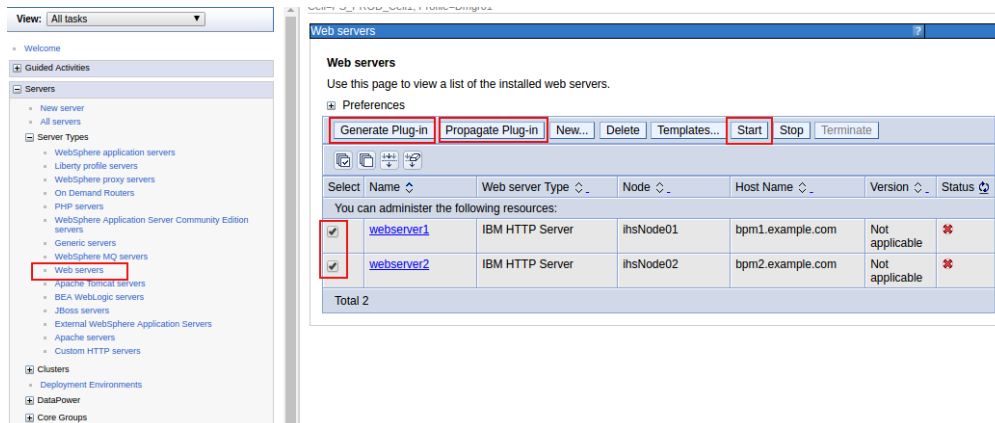 View: All tasks
Welcome
Guided Activities
Servers
New server
All servers
Server Types
WebSphere application servers
Liberty profile servers
WebSphere proxy servers
On Demand Routers
PHP servers
WebSphere Application Server Community Edition
servers
Generic servers
WebSphere MQ servers
Web servers
Apache Tomcat servers
BEA WebLogic servers
JBoss servers
External WebSphere Application Servers
Apache servers
Custom HTTP servers
Clusters
Deployment Environments
DataPower
Core Groups
Cell=PS_PROD_Cell1, Profile=Dmgr01
Web servers ?
Web servers
Use this page to view a list of the installed web servers.
Preferences
Generate Plug-in Propagate Plug-in New... Delete Templates... Start Stop Terminate
Select Name Web server Type Node Host Name Version Status
You can administer the following resources:
webserver1 IBM HTTP Server ihsNode01 bpm1.example.com Not
applicable
webserver2 IBM HTTP Server ihsNode02 bpm2.example.com Not
applicable
Total 2